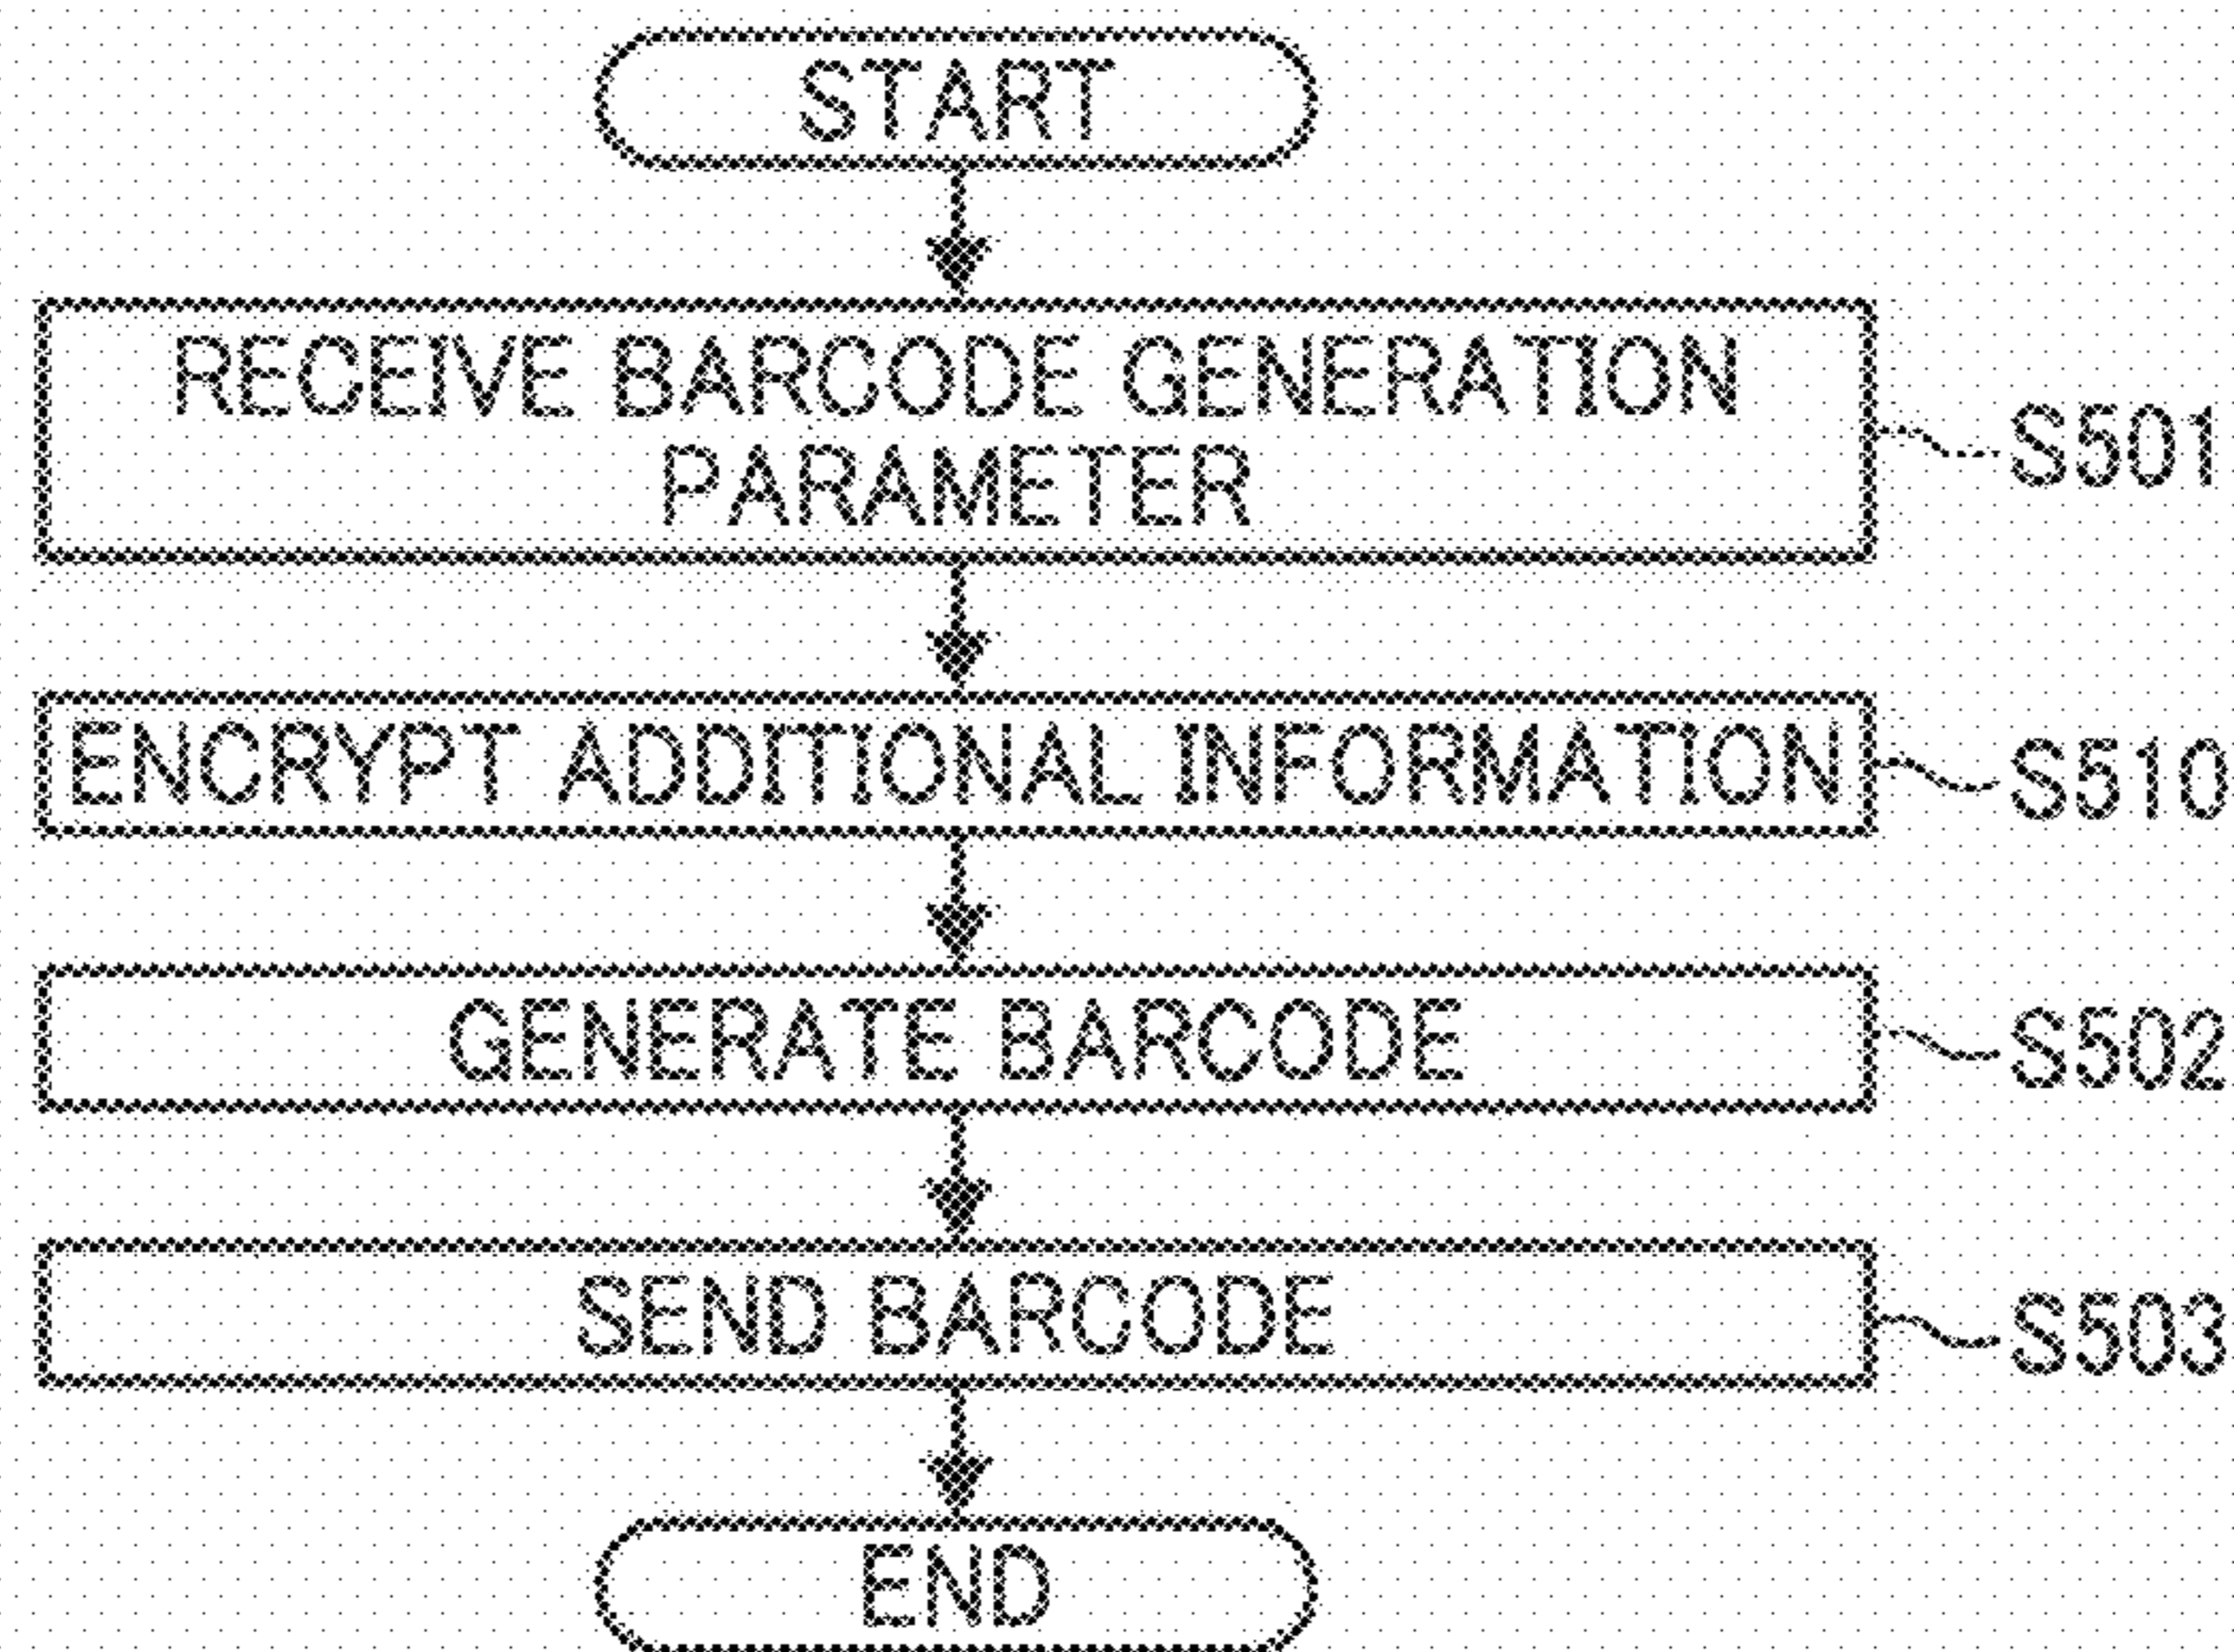 START
RECEIVE BARCODE GENERATION
PARAMETER
S501
ENCRYPT ADDITIONAL INFORMATION
S510
GENERATE BARCODE
S502
SEND BARCODE
S503
END